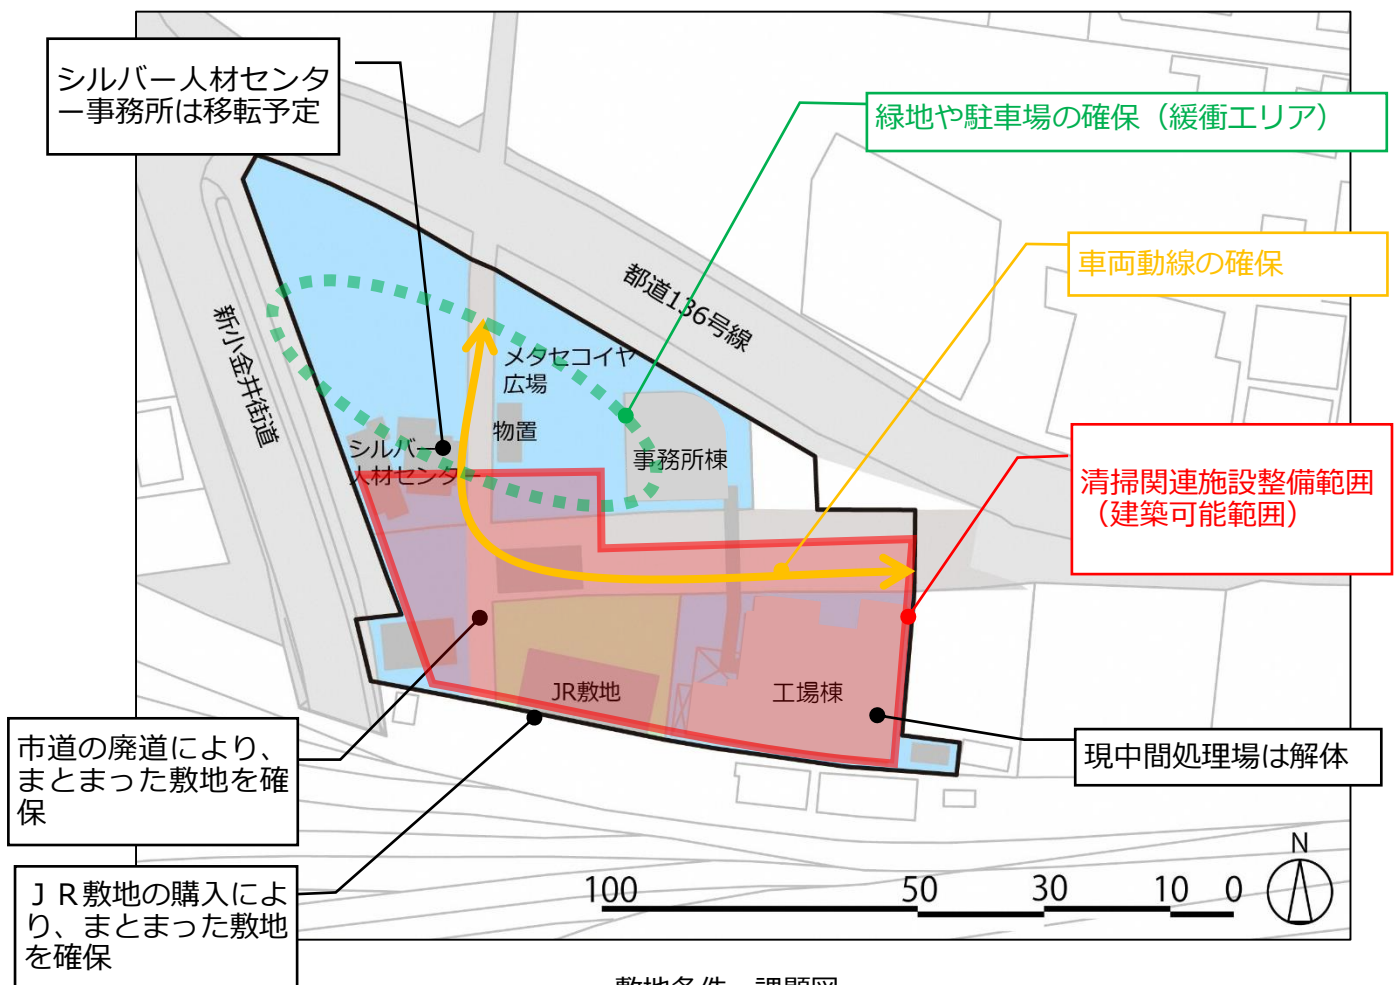 シルバー人材センタ
ー事務所は移転予定
緑地や駐車場の確保（緩衝エリア）
車両動線の確保
都道136号線
新小金井街道
メタセコイヤ
広場
物置
シルバー
人材センター
事務所棟
清掃関連施設整備範囲
（建築可能範囲）
JR敷地
工場棟
市道の廃道により、
まとまった敷地を確
保
現中間処理場は解体
ＪＲ敷地の購入によ
り、まとまった敷地
を確保
100 50 30 10 0
N